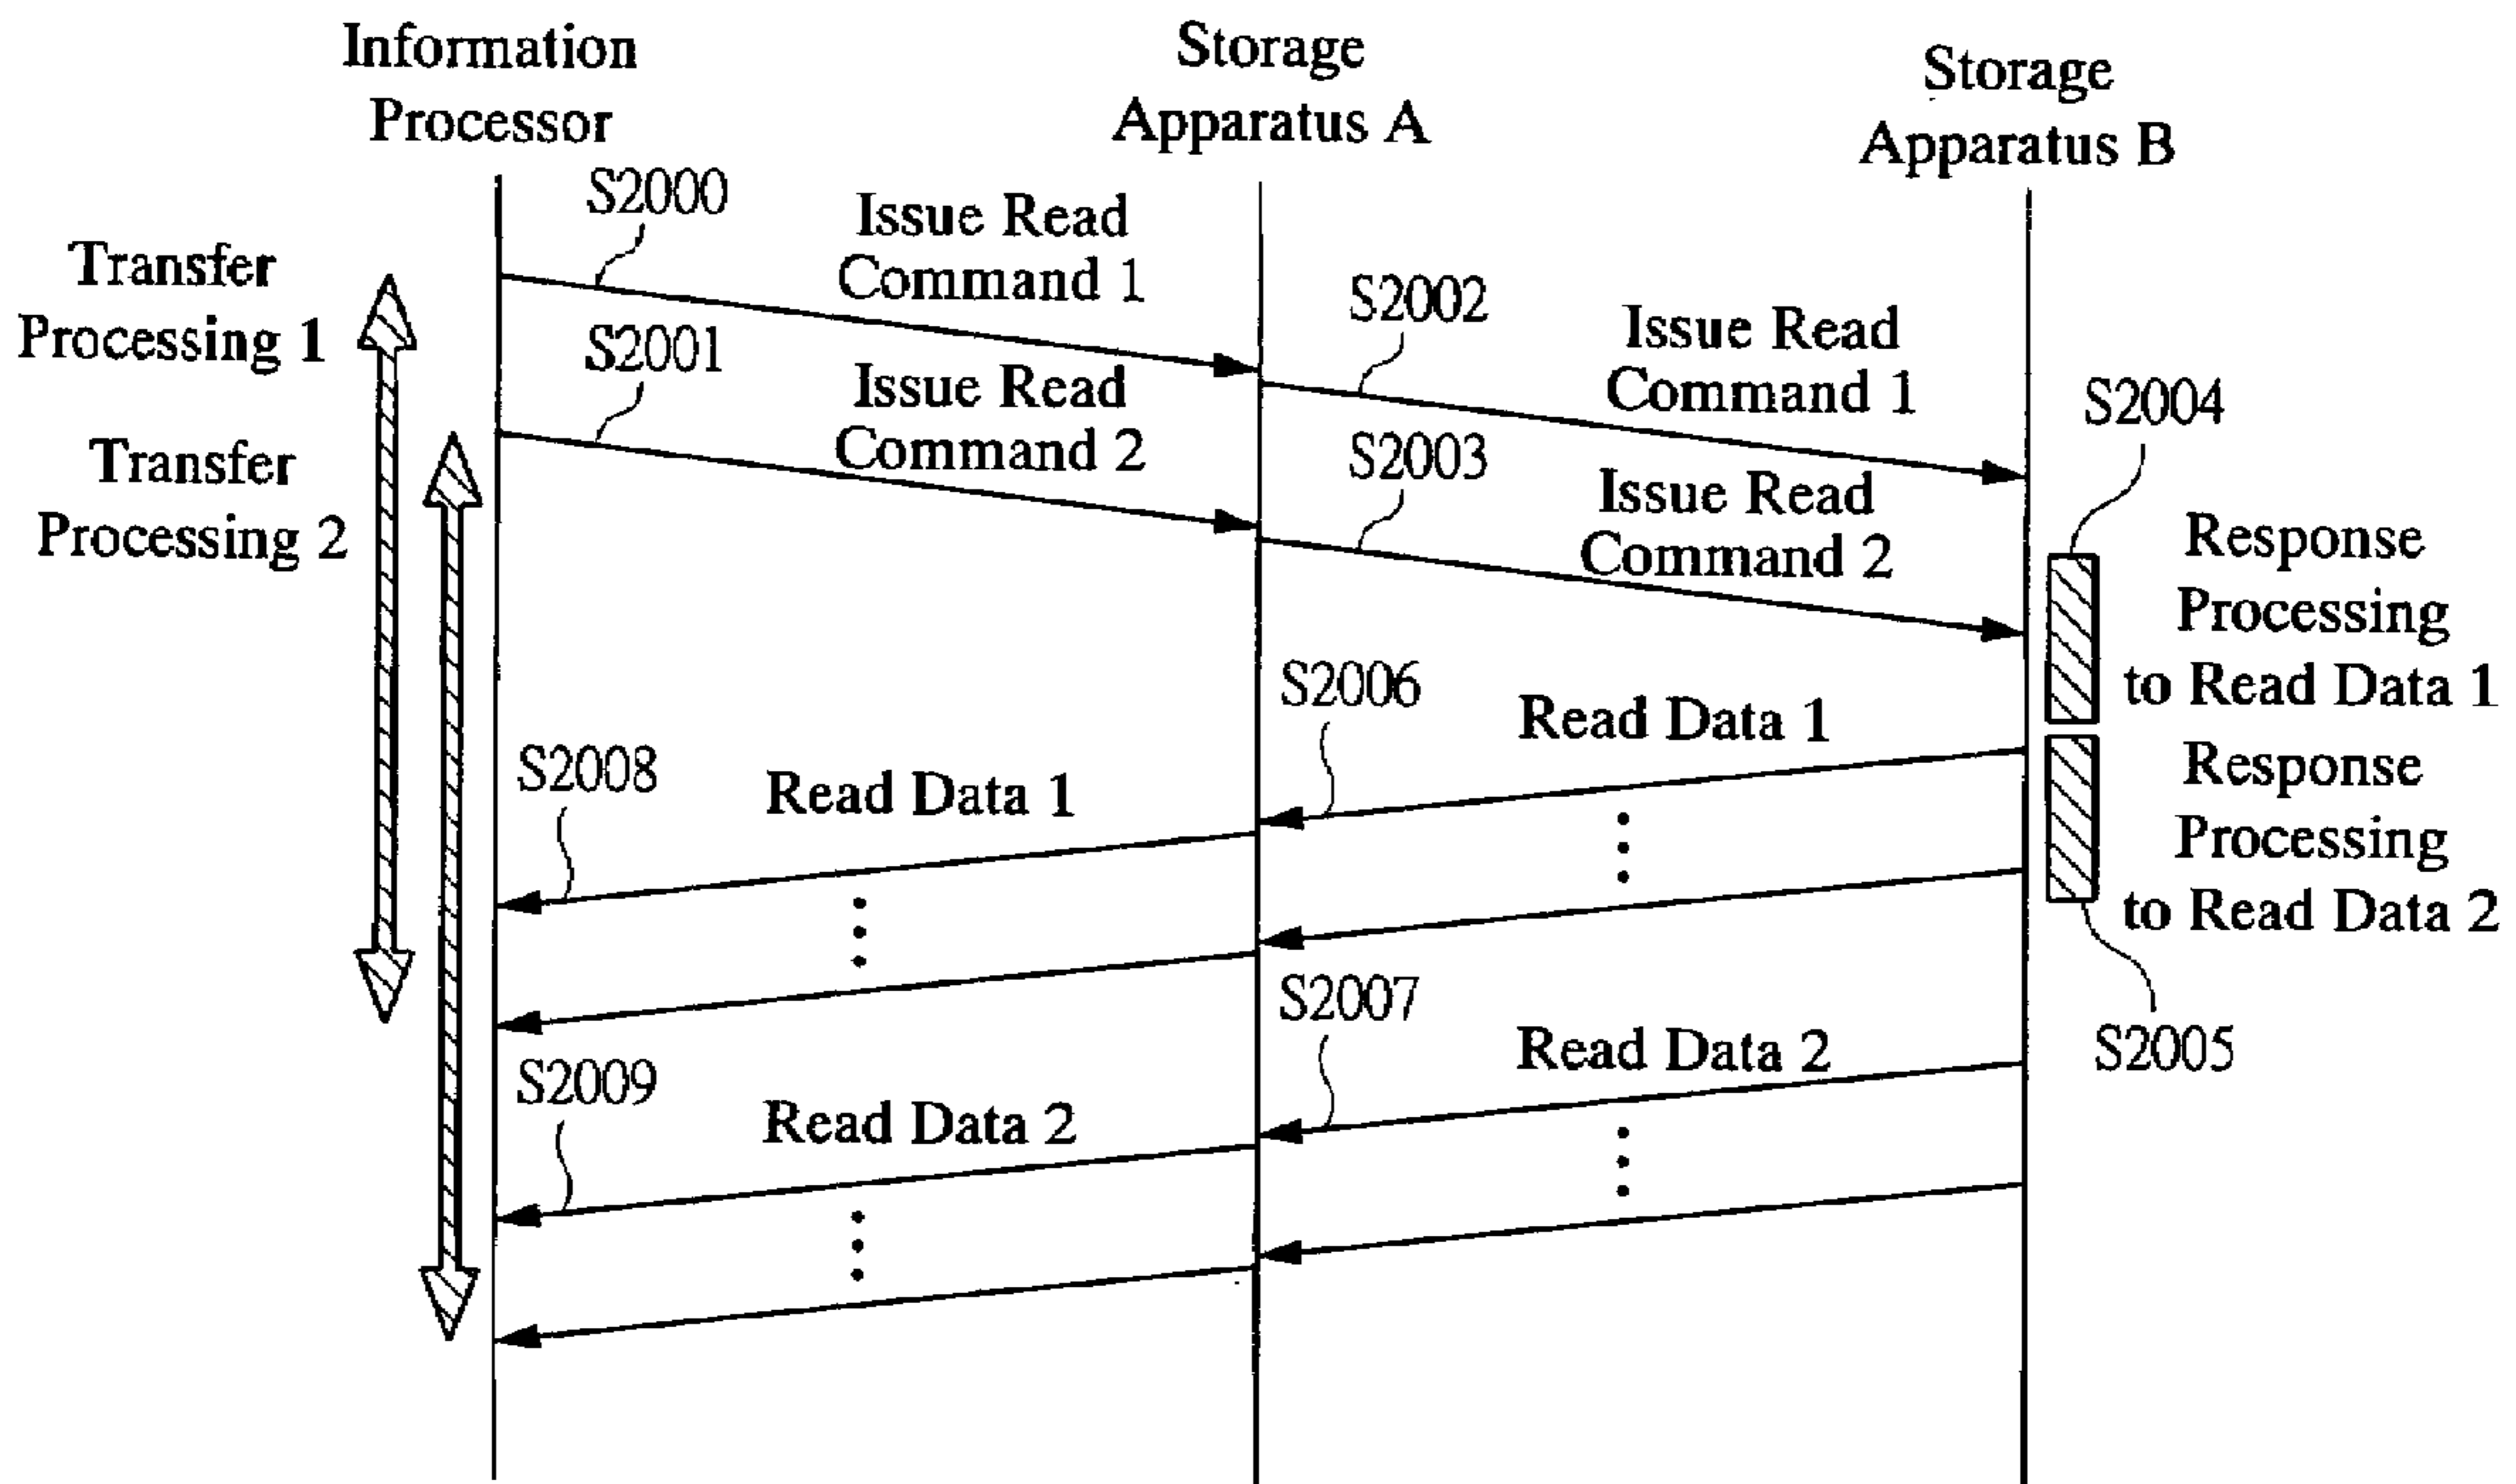 Information
Processor
Storage
Apparatus A
Storage
Apparatus B
S2000
Issue Read
Command 1
Transfer
Processing 1
S2001
Issue Read
Command 2
S2002
Issue Read
Command 1
S2003
Issue Read
Command 2
S2004
Transfer
Processing 2
Response
Processing
to Read Data 1
S2006
Read Data 1
S2008
Read Data 1
Response
Processing
to Read Data 2
S2005
S2007
Read Data 2
S2009
Read Data 2